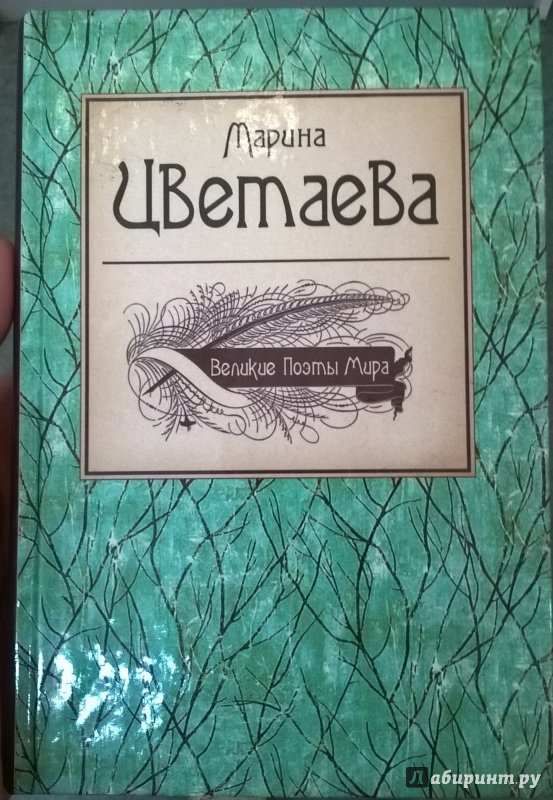 Марина
Цветаева
Великие Поэты Мира
Лабиринт.ру